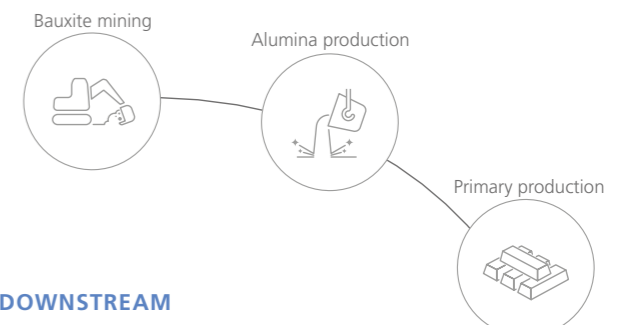 Bauxite mining
Alumina production
Primary production
DOWNSTREAM